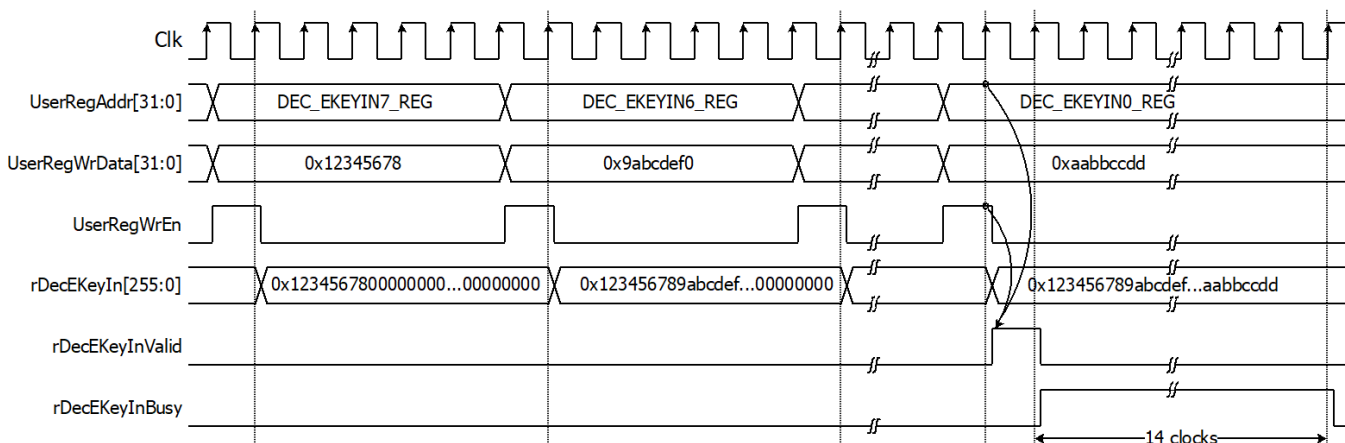 Clk
UserRegAddr[31:0] DEC_EKEYIN7_REG DEC_EKEYIN6_REG DEC_EKEYIN0_REG
UserRegWrData[31:0] 0x12345678 0x9abcdef0 0xaabbccdd
UserRegWrEn
rDecEKeyIn[255:0] 0x1234567800000000...00000000 0x123456789abcdef...00000000 0x123456789abcdef...aabbccdd
rDecEKeyInValid
rDecEKeyInBusy
14 clocks